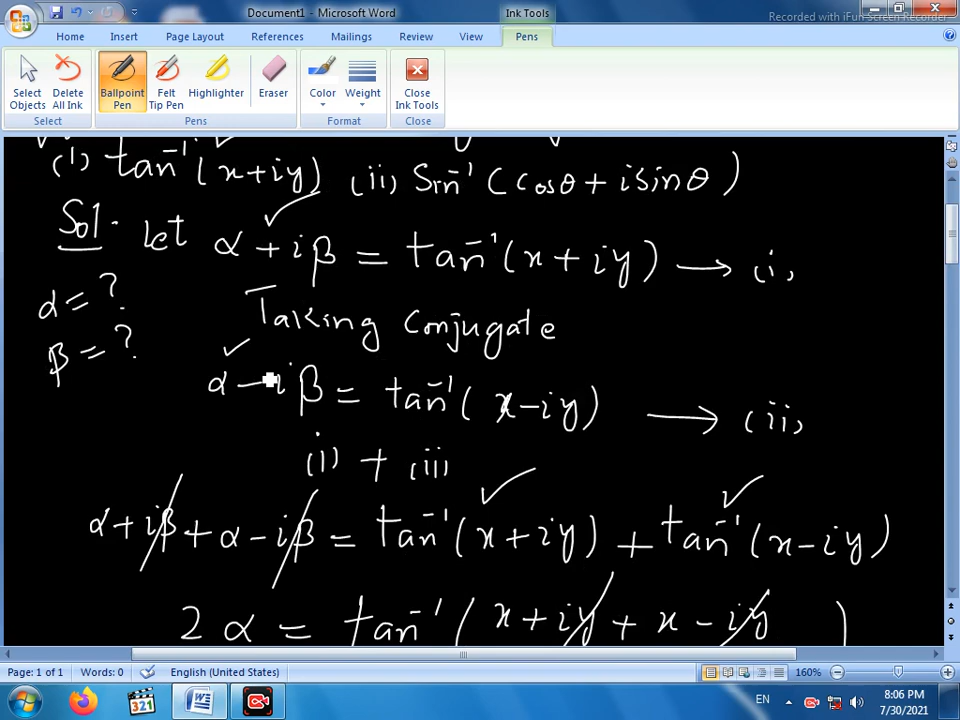 Document1 - Microsoft Word
Ink Tools
Recorded with iFun Screen Recorder
Home Insert Page Layout References Mailings Review View Pens
Select Objects
Delete All Ink
Ballpoint Pen
Felt Tip Pen
Highlighter
Eraser
Color
Weight
Close Ink Tools
Select Pens Format Close
(i) tan⁻¹(x+iy) (ii) Sin⁻¹(cosθ + i sinθ)
Sol. let α + iβ = tan⁻¹(x + iy) → (i)
α = ?
Taking Conjugate
β = ?
α - iβ = tan⁻¹(x - iy) → (ii)
(i) + (ii)
α + iβ + α - iβ = tan⁻¹(x + iy) + tan⁻¹(x - iy)
2α = tan⁻¹( x + iy + x - iy )
Page: 1 of 1 Words: 0 English (United States) 160%
321
EN 8:06 PM
7/30/2021